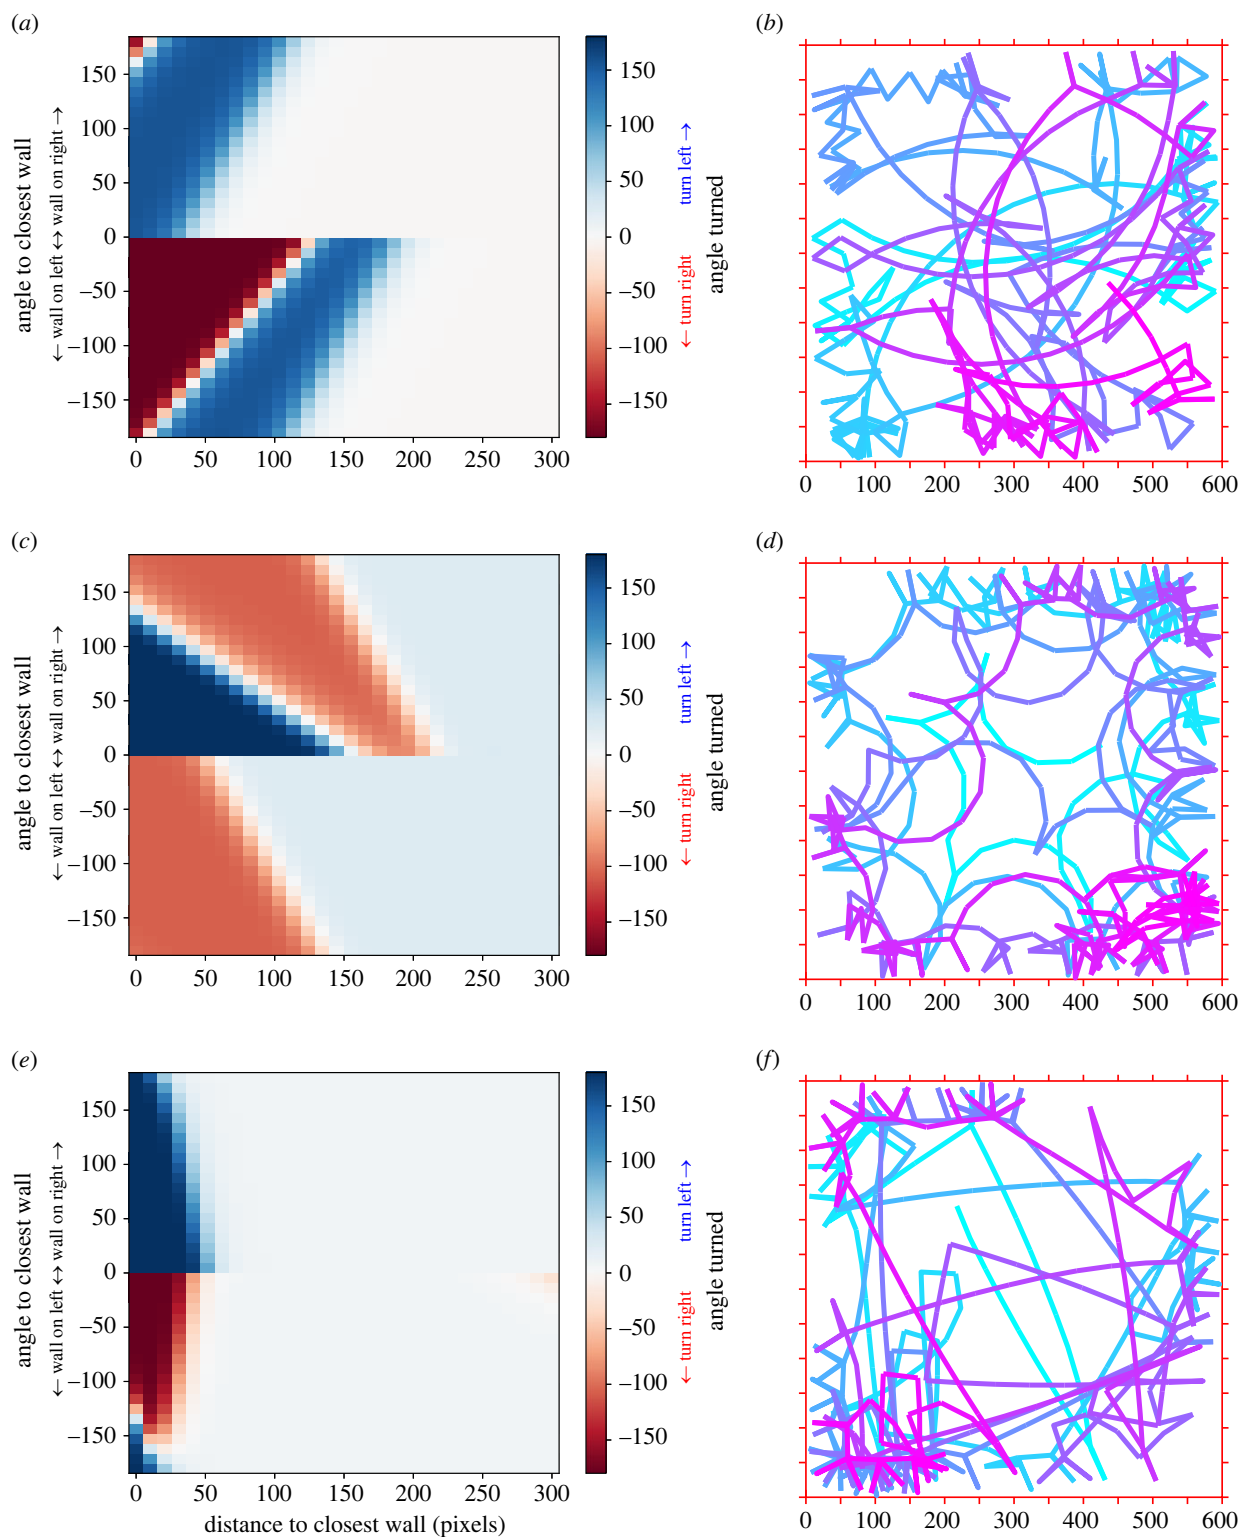 (a)
angle to closest wall
← wall on left ↔ wall on right →
150
100
50
0
−50
−100
−150
0 50 100 150 200 250 300
150
100
50
0
−50
−100
−150
← turn right turn left →
angle turned
(b)
0 100 200 300 400 500 600
(c)
angle to closest wall
← wall on left ↔ wall on right →
150
100
50
0
−50
−100
−150
0 50 100 150 200 250 300
150
100
50
0
−50
−100
−150
← turn right turn left →
angle turned
(d)
0 100 200 300 400 500 600
(e)
angle to closest wall
← wall on left ↔ wall on right →
150
100
50
0
−50
−100
−150
0 50 100 150 200 250 300
distance to closest wall (pixels)
150
100
50
0
−50
−100
−150
← turn right turn left →
angle turned
(f)
0 100 200 300 400 500 600